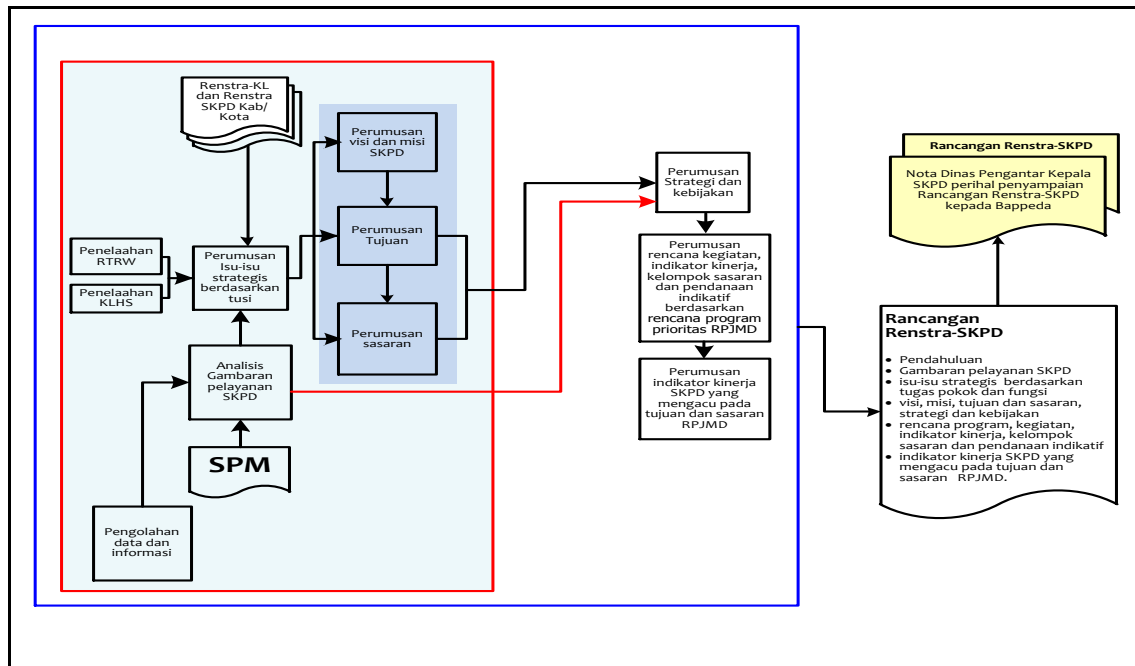 Renstra-KL
dan Renstra
SKPD Kab/
Kota
Perumusan
visi dan misi
SKPD
Perumusan
Tujuan
Perumusan
sasaran
Penelaahan
RTRW
Penelaahan
KLHS
Perumusan
Isu-isu
strategis
berdasarkan
tusi
Analisis
Gambaran
pelayanan
SKPD
SPM
Pengolahan
data dan
informasi
Perumusan
Strategi dan
kebijakan
Perumusan
rencana kegiatan,
indikator kinerja,
kelompok sasaran
dan pendanaan
indikatif
berdasarkan
rencana program
prioritas RPJMD
Perumusan
indikator kinerja
SKPD yang
mengacu pada
tujuan dan sasaran
RPJMD
Rancangan Renstra-SKPD
Nota Dinas Pengantar Kepala
SKPD perihal penyampaian
Rancangan Renstra-SKPD
kepada Bappeda
Rancangan
Renstra-SKPD
• Pendahuluan
• Gambaran pelayanan SKPD
• isu-isu strategis berdasarkan
tugas pokok dan fungsi
• visi, misi, tujuan dan sasaran,
strategi dan kebijakan
• rencana program, kegiatan,
indikator kinerja, kelompok
sasaran dan pendanaan indikatif
• indikator kinerja SKPD yang
mengacu pada tujuan dan
sasaran RPJMD.